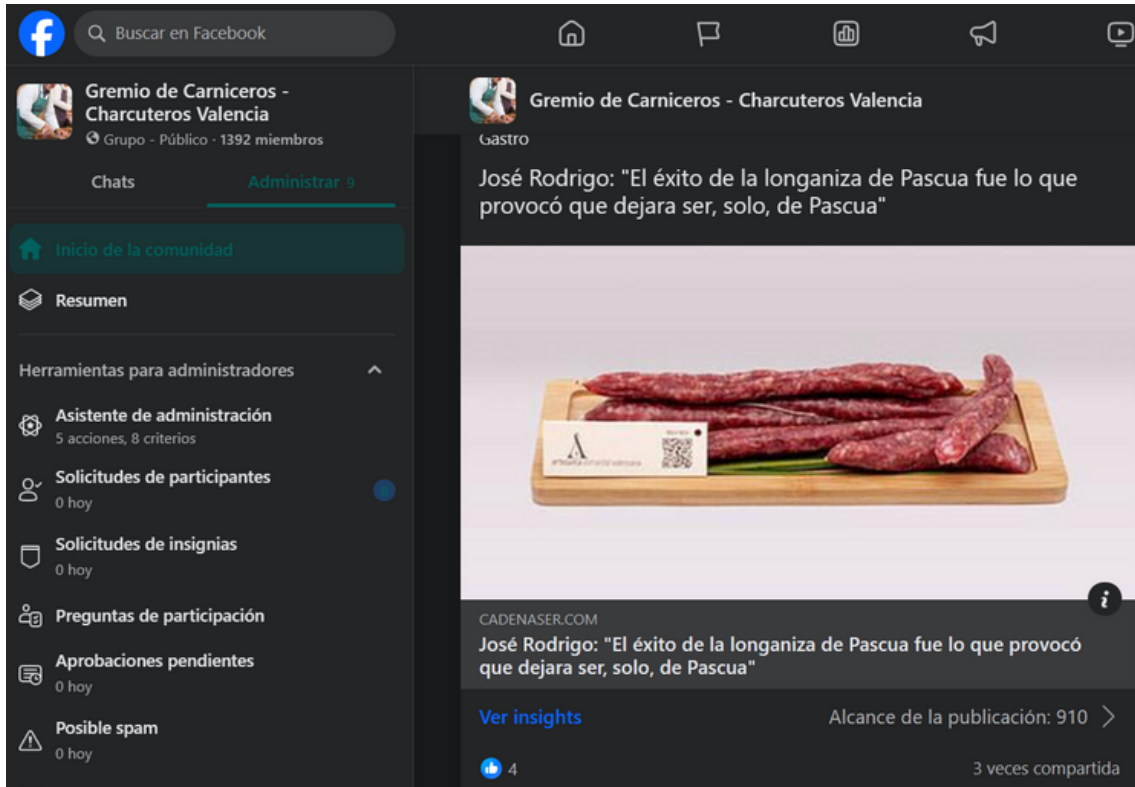 Buscar en Facebook
Gremio de Carniceros -
Charcuteros Valencia
Grupo - Público · 1392 miembros
Chats
Administrar 9
Inicio de la comunidad
Resumen
Herramientas para administradores
Asistente de administración
5 acciones, 8 criterios
Solicitudes de participantes
0 hoy
Solicitudes de insignias
0 hoy
Preguntas de participación
Aprobaciones pendientes
0 hoy
Posible spam
0 hoy
Gremio de Carniceros - Charcuteros Valencia
Gastro
José Rodrigo: "El éxito de la longaniza de Pascua fue lo que
provocó que dejara ser, solo, de Pascua"
CADENASER.COM
José Rodrigo: "El éxito de la longaniza de Pascua fue lo que provocó
que dejara ser, solo, de Pascua"
Ver insights
Alcance de la publicación: 910
4
3 veces compartida